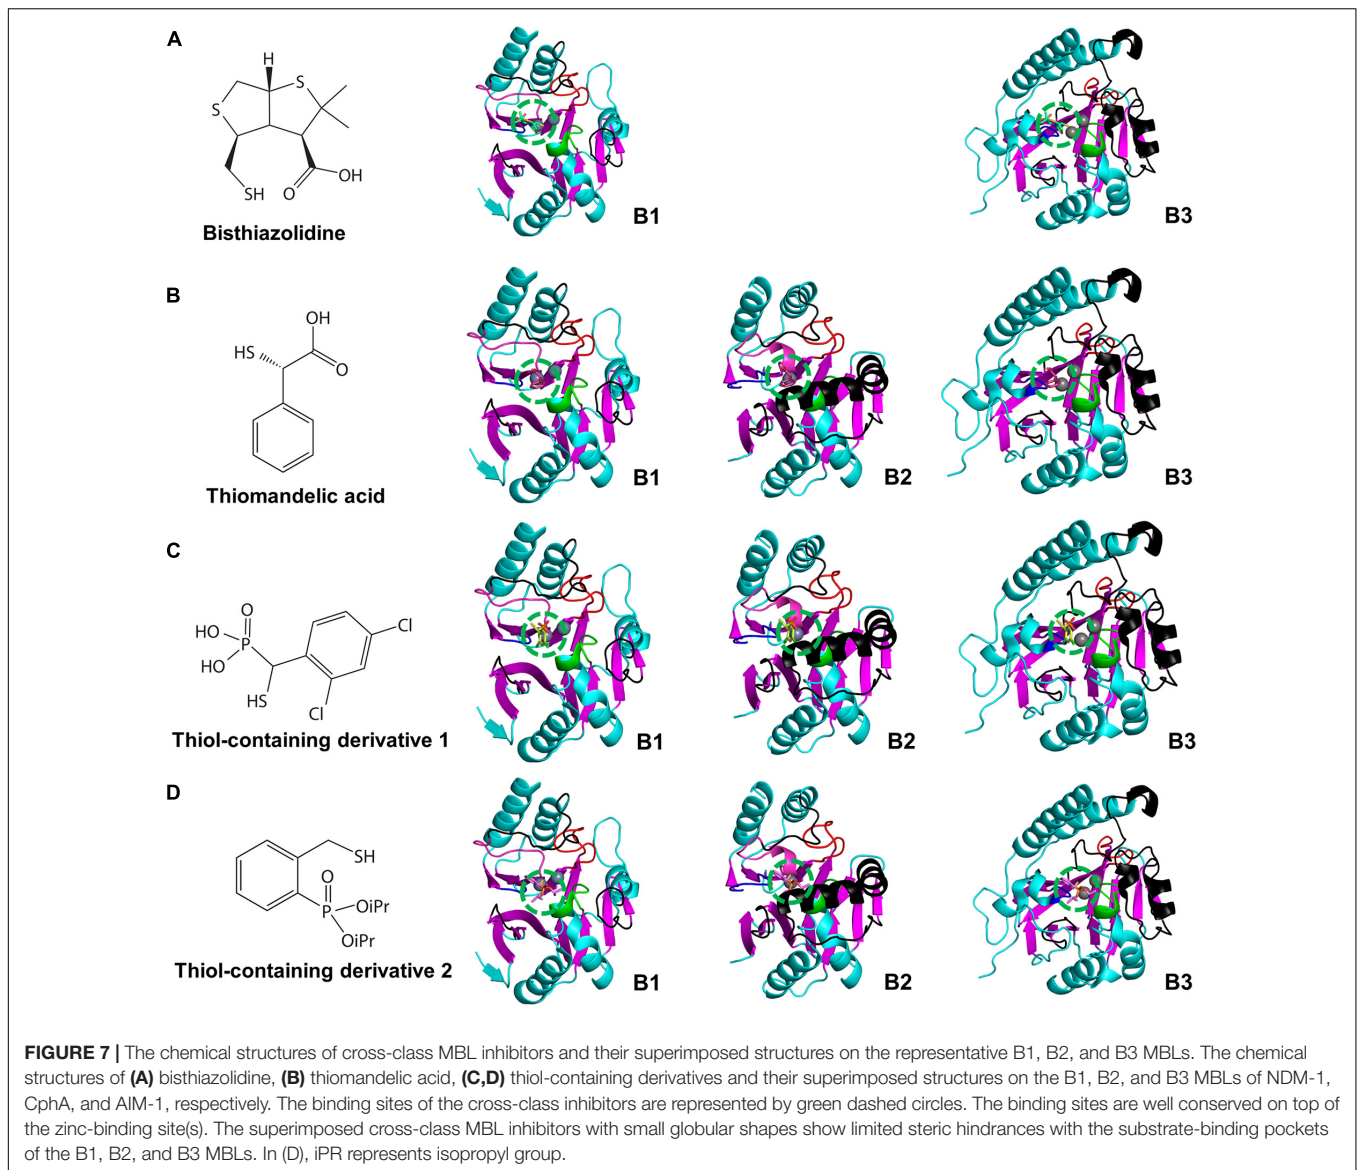 A
H
S
S
SH
O
OH
Bisthiazolidine
B1
B3
B
OH
HS
O
Thiomandelic acid
B1
B2
B3
C
O
HO
P
HO
HS
Cl
Cl
Thiol-containing derivative 1
B1
B2
B3
D
SH
O
P
OiPr
OiPr
Thiol-containing derivative 2
B1
B2
B3
FIGURE 7 | The chemical structures of cross-class MBL inhibitors and their superimposed structures on the representative B1, B2, and B3 MBLs. The chemical
structures of (A) bisthiazolidine, (B) thiomandelic acid, (C,D) thiol-containing derivatives and their superimposed structures on the B1, B2, and B3 MBLs of NDM-1,
CphA, and AIM-1, respectively. The binding sites of the cross-class inhibitors are represented by green dashed circles. The binding sites are well conserved on top of
the zinc-binding site(s). The superimposed cross-class MBL inhibitors with small globular shapes show limited steric hindrances with the substrate-binding pockets
of the B1, B2, and B3 MBLs. In (D), iPR represents isopropyl group.